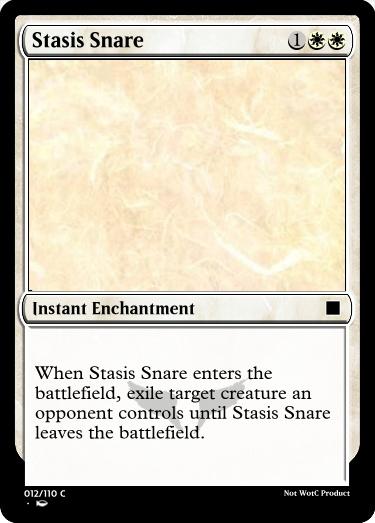 Stasis Snare 1
Instant Enchantment
When Stasis Snare enters the
battlefield, exile target creature an
opponent controls until Stasis Snare
leaves the battlefield.
012/110 C
Not WotC Product